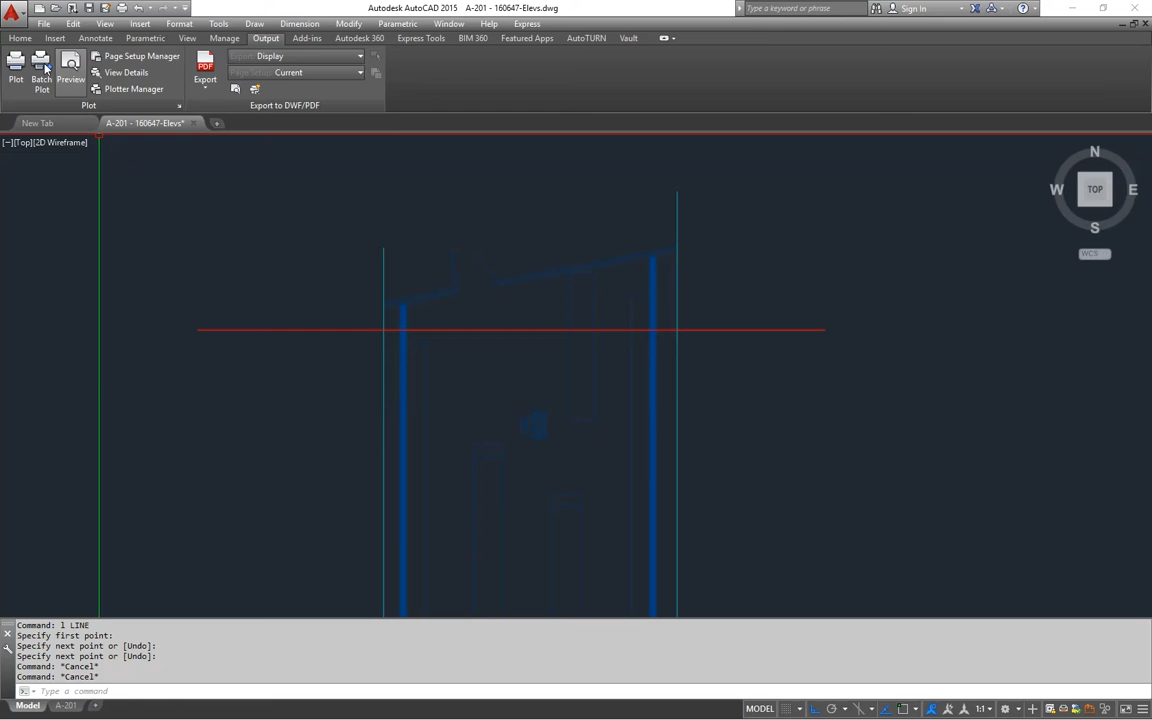 Autodesk AutoCAD 2015 A-201 - 160647-Elevs.dwg
Type a keyword or phrase
Sign In
File Edit View Insert Format Tools Draw Dimension Modify Parametric Window Help Express
Home Insert Annotate Parametric View Manage Output Add-ins Autodesk 360 Express Tools BIM 360 Featured Apps AutoTURN Vault
Plot
Batch
Plot
Preview
Page Setup Manager
View Details
Plotter Manager
Export
Export: Display
Page Setup: Current
Plot
Export to DWF/PDF
New Tab
A-201 - 160647-Elevs*
[−][Top][2D Wireframe]
N
W
TOP
E
S
WCS
Command: l LINE
Specify first point:
Specify next point or [Undo]:
Specify next point or [Undo]:
Command: *Cancel*
Command: *Cancel*
Type a command
Model
A-201
MODEL
1:1